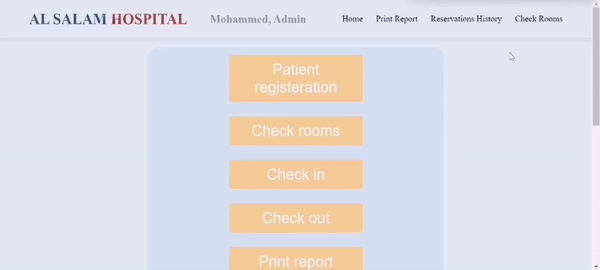 AL SALAM HOSPITAL Mohammed, Admin Home Print Report Reservations History Check Rooms
Patient
registeration
Check rooms
Check in
Check out
Print report